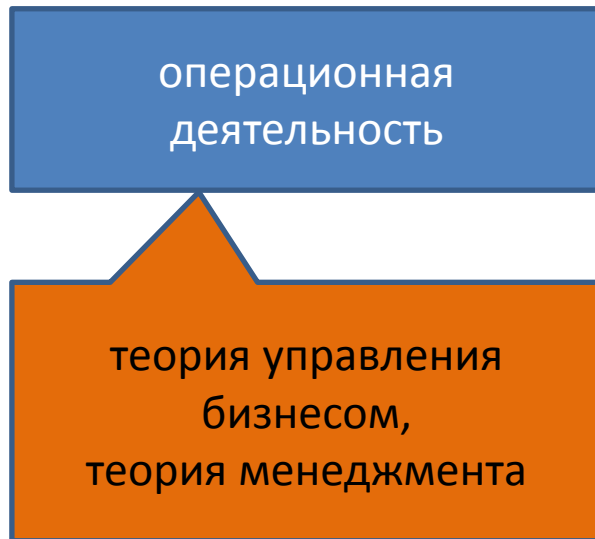 операционная
деятельность
теория управления
бизнесом,
теория менеджмента